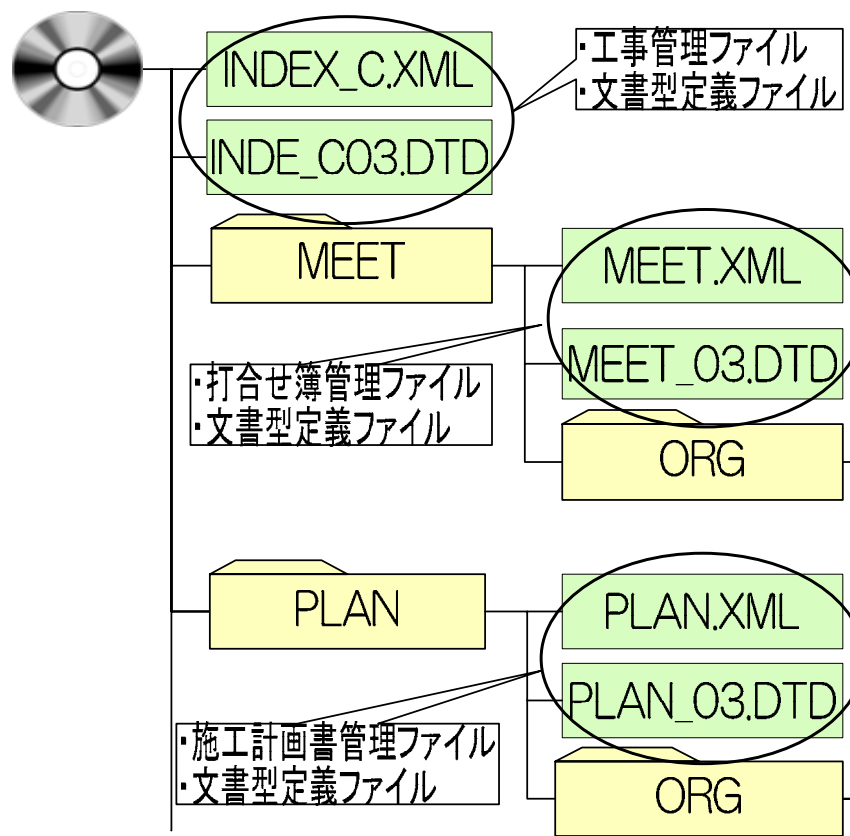 INDEX_C.XML
・工事管理ファイル
・文書型定義ファイル
INDE_C03.DTD
MEET
MEET.XML
MEET_03.DTD
・打合せ簿管理ファイル
・文書型定義ファイル
ORG
PLAN
PLAN.XML
PLAN_03.DTD
・施工計画書管理ファイル
・文書型定義ファイル
ORG